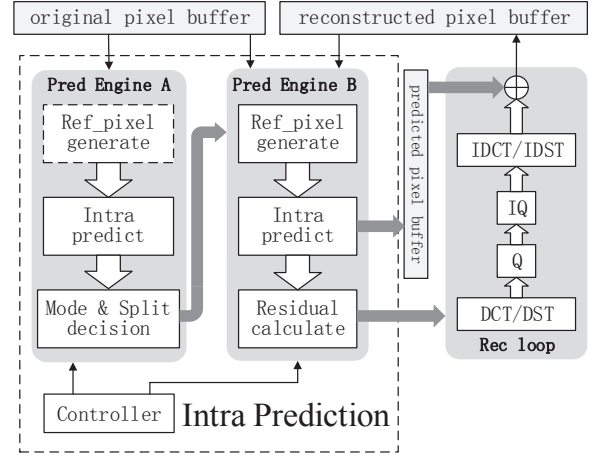 original pixel buffer
reconstructed pixel buffer
Pred Engine A
Ref_pixel
generate
Intra
predict
Mode & Split
decision
Pred Engine B
Ref_pixel
generate
Intra
predict
Residual
calculate
predicted pixel buffer
IDCT/IDST
IQ
Q
DCT/DST
Rec loop
Controller
Intra Prediction